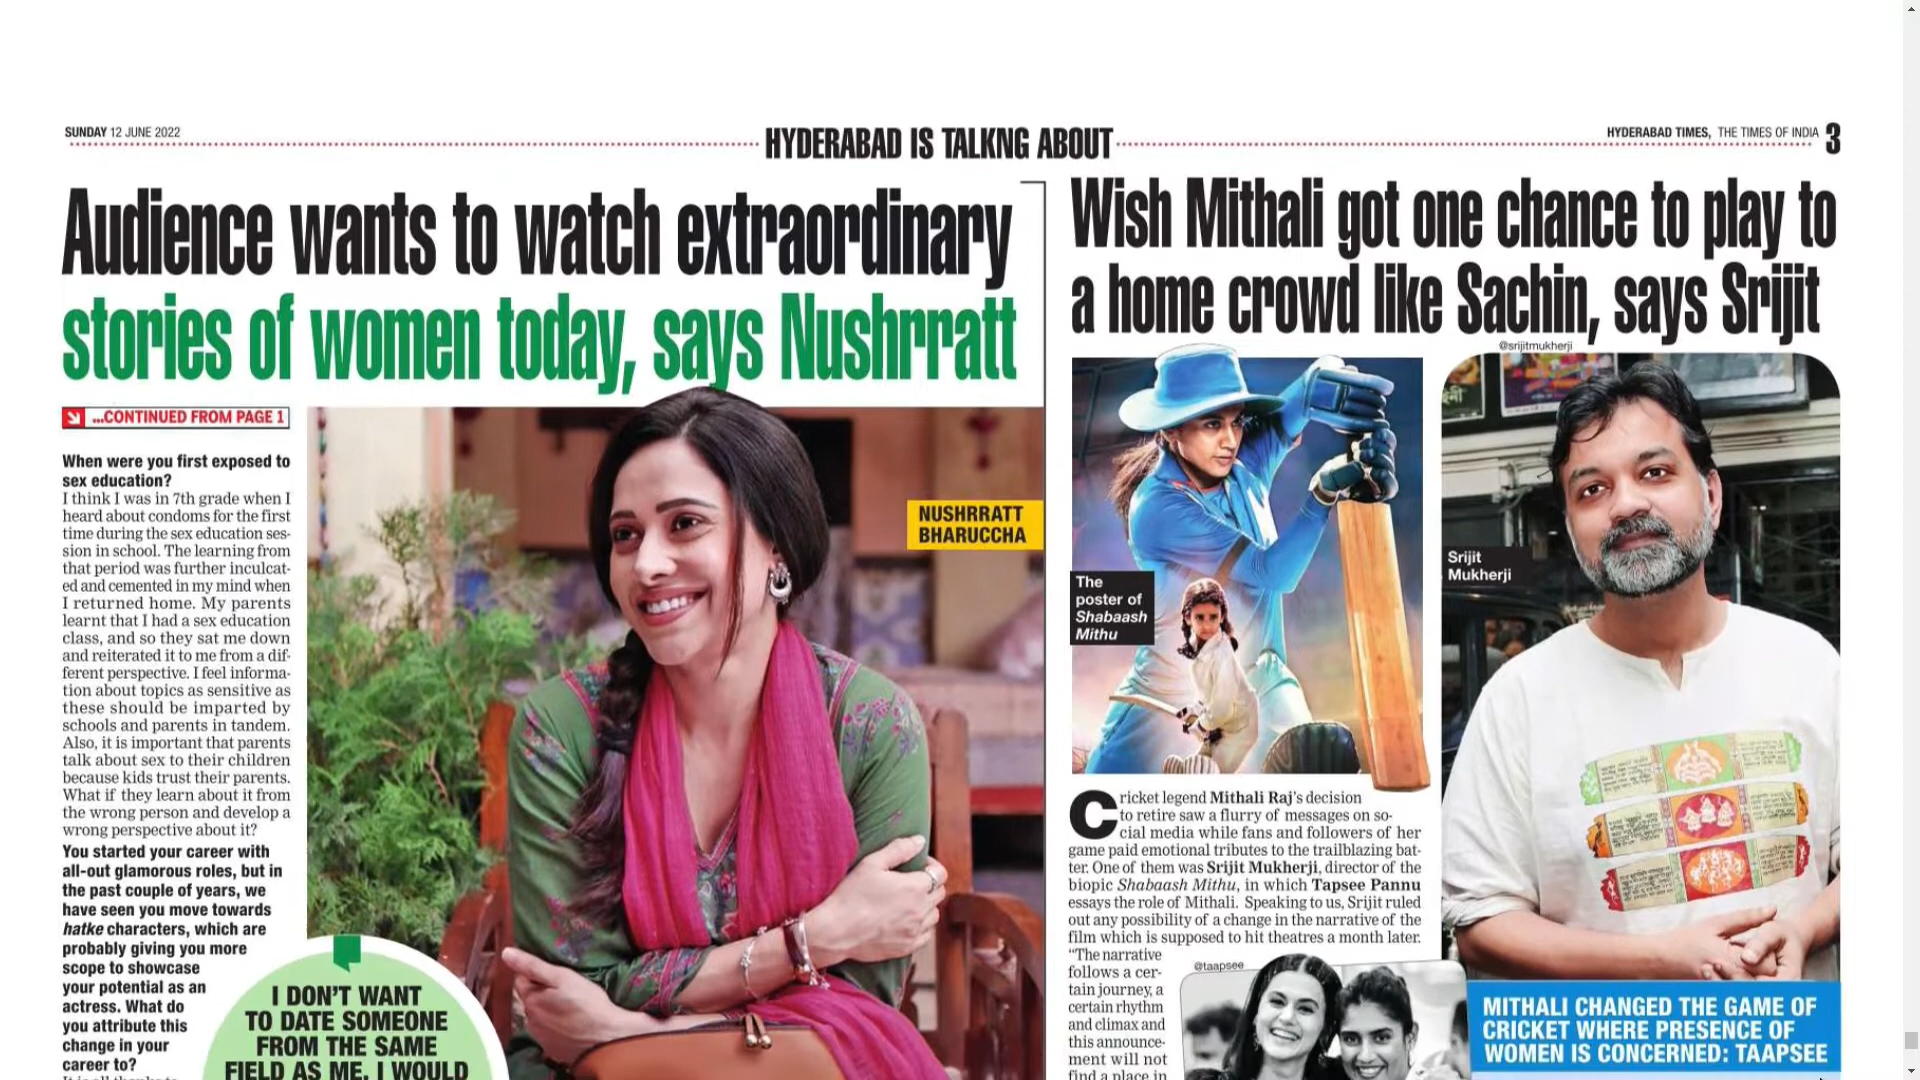 SUNDAY 12 JUNE 2022
HYDERABAD IS TALKNG ABOUT
HYDERABAD TIMES, THE TIMES OF INDIA 3
Audience wants to watch extraordinary
stories of women today, says Nushrratt
...CONTINUED FROM PAGE 1
When were you first exposed to
sex education?
I think I was in 7th grade when I
heard about condoms for the first
time during the sex education ses-
sion in school. The learning from
that period was further inculcat-
ed and cemented in my mind when
I returned home. My parents
learnt that I had a sex education
class, and so they sat me down
and reiterated it to me from a dif-
ferent perspective. I feel informa-
tion about topics as sensitive as
these should be imparted by
schools and parents in tandem.
Also, it is important that parents
talk about sex to their children
because kids trust their parents.
What if they learn about it from
the wrong person and develop a
wrong perspective about it?
You started your career with
all-out glamorous roles, but in
the past couple of years, we
have seen you move towards
hatke characters, which are
probably giving you more
scope to showcase
your potential as an
actress. What do
you attribute this
change in your
career to?
I DON'T WANT
TO DATE SOMEONE
FROM THE SAME
FIELD AS ME. I WOULD
NUSHRRATT
BHARUCCHA
Wish Mithali got one chance to play to
a home crowd like Sachin, says Srijit
@srijitmukherji
The
poster of
Shabaash
Mithu
Srijit
Mukherji
Cricket legend Mithali Raj's decision
to retire saw a flurry of messages on so-
cial media while fans and followers of her
game paid emotional tributes to the trailblazing bat-
ter. One of them was Srijit Mukherji, director of the
biopic Shabaash Mithu, in which Tapsee Pannu
essays the role of Mithali. Speaking to us, Srijit ruled
out any possibility of a change in the narrative of the
film which is supposed to hit theatres a month later.
“The narrative
follows a cer-
tain journey, a
certain rhythm
and climax and
this announce-
ment will not
find a place in
@taapsee
MITHALI CHANGED THE GAME OF
CRICKET WHERE PRESENCE OF
WOMEN IS CONCERNED: TAAPSEE